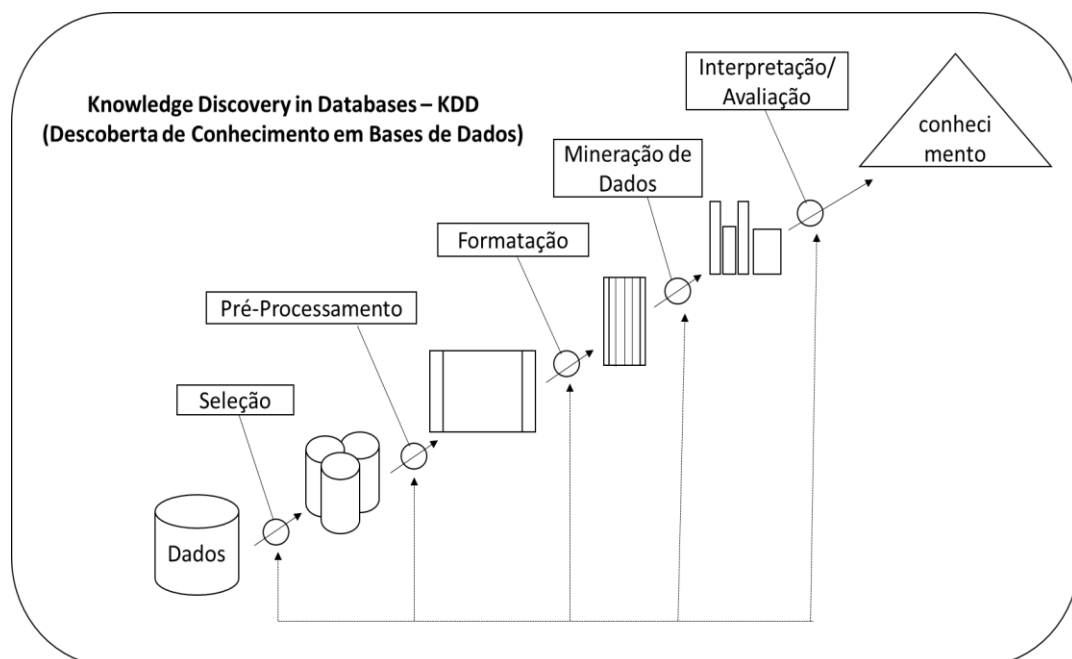 Knowledge Discovery in Databases – KDD
(Descoberta de Conhecimento em Bases de Dados)
Interpretação/
Avaliação
conheci
mento
Mineração de
Dados
Formatação
Pré-Processamento
Seleção
Dados